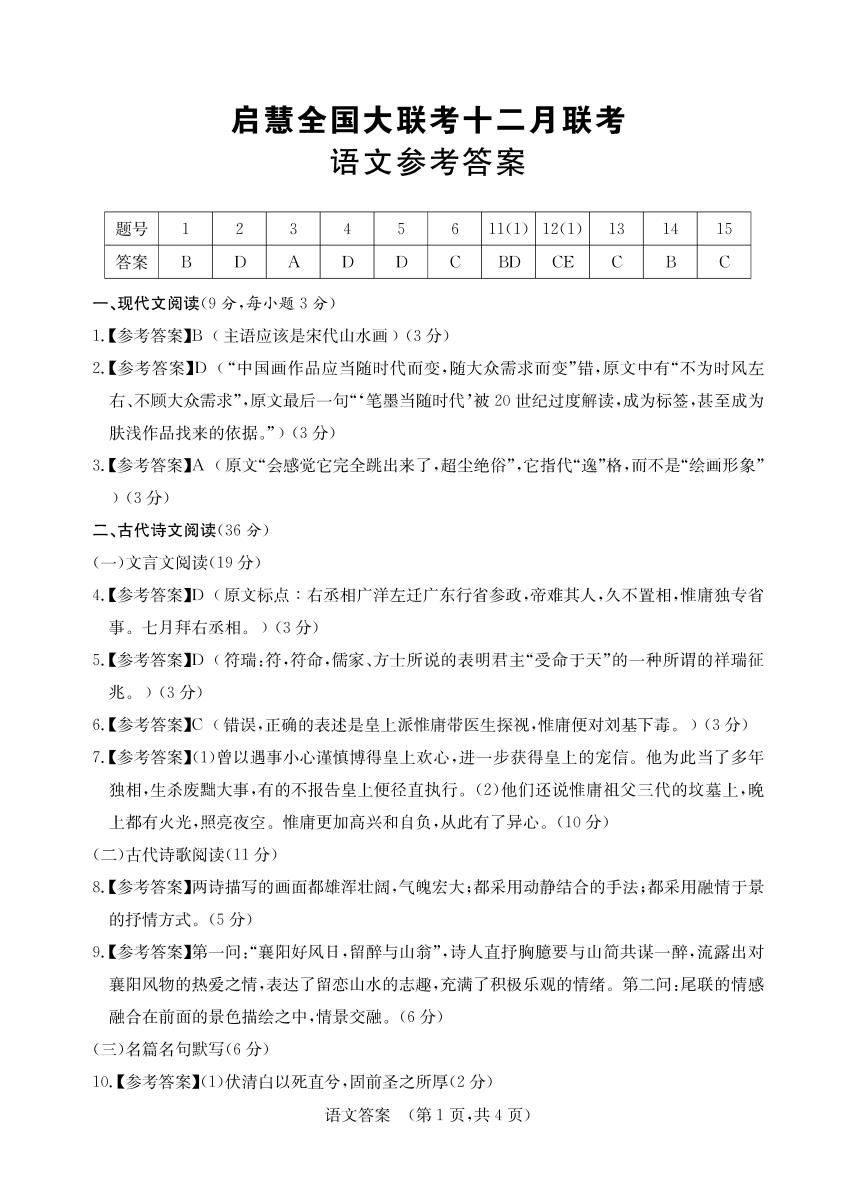 启慧全国大联考十二月联考
语文参考答案
题号 1 2 3 4 5 6 11(1) 12(1) 13 14 15
答案 B D A D D C BD CE C B C
一、现代文阅读(9 分,每小题 3 分)
1.【参考答案】B ( 主语应该是宋代山水画 )(3 分)
2.【参考答案】D (“中国画作品应当随时代而变,随大众需求而变”错,原文中有“不为时风左
右、不顾大众需求”,原文最后一句“‘笔墨当随时代’被 20 世纪过度解读,成为标签,甚至成为
肤浅作品找来的依据。”)(3 分)
3.【参考答案】A ( 原文“会感觉它完全跳出来了,超尘绝俗”,它指代“逸”格,而不是“绘画形象”
)(3 分)
二、古代诗文阅读(36 分)
(一)文言文阅读(19 分)
4.【参考答案】D ( 原文标点:右丞相广洋左迁广东行省参政,帝难其人,久不置相,惟庸独专省
事。七月拜右丞相。)(3 分)
5.【参考答案】D ( 符瑞:符,符命,儒家、方士所说的表明君主“受命于天”的一种所谓的祥瑞征
兆。)(3 分)
6.【参考答案】C ( 错误,正确的表述是皇上派惟庸带医生探视,惟庸便对刘基下毒。)(3 分)
7.【参考答案】(1)曾以遇事小心谨慎博得皇上欢心,进一步获得皇上的宠信。他为此当了多年
独相,生杀废黜大事,有的不报告皇上便径直执行。(2)他们还说惟庸祖父三代的坟墓上,晚
上都有火光,照亮夜空。惟庸更加高兴和自负,从此有了异心。(10 分)
(二)古代诗歌阅读(11 分)
8.【参考答案】两诗描写的画面都雄浑壮阔,气魄宏大;都采用动静结合的手法;都采用融情于景
的抒情方式。(5 分)
9.【参考答案】第一问:“襄阳好风日,留醉与山翁”,诗人直抒胸臆要与山简共谋一醉,流露出对
襄阳风物的热爱之情,表达了留恋山水的志趣,充满了积极乐观的情绪。第二问:尾联的情感
融合在前面的景色描绘之中,情景交融。(6 分)
(三)名篇名句默写(6 分)
10.【参考答案】(1)伏清白以死直兮,固前圣之所厚(2 分)
语文答案 (第 1 页,共 4 页)